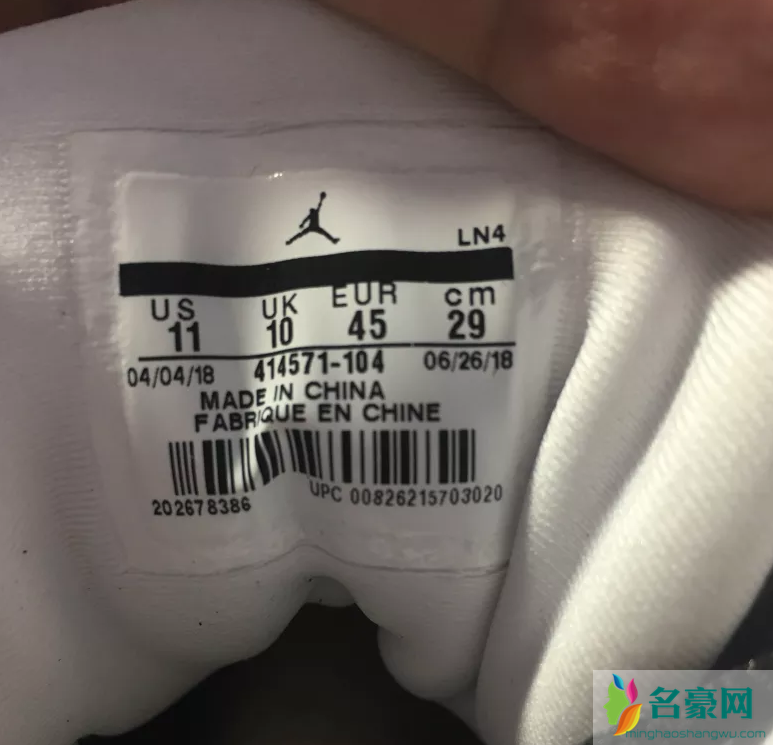 LN4
US UK EUR cm
11 10 45 29
04/04/18 414571-104 06/26/18
MADE IN CHINA
FABRIQUE EN CHINE
202678386 UPC 00826215703020
名豪网
minghaoshangwu.com